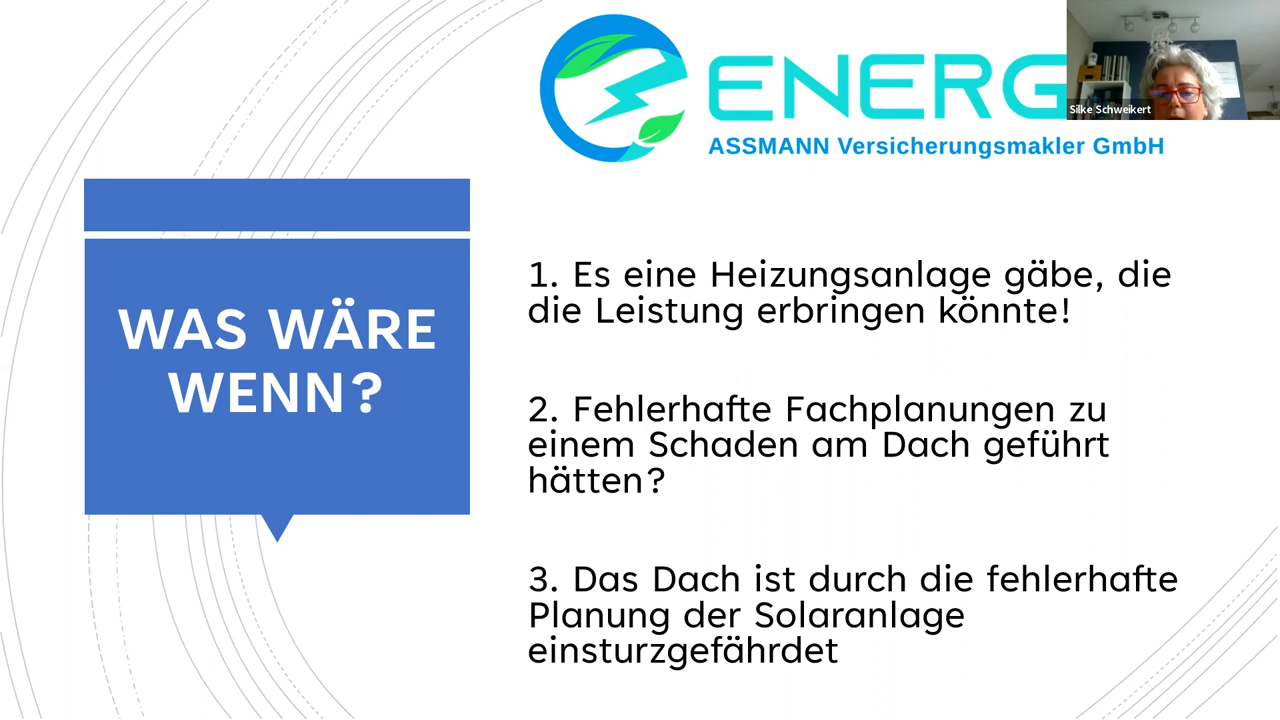 ENERG
Silke Schweikert
ASSMANN Versicherungsmakler GmbH
WAS WÄRE
WENN?
1. Es eine Heizungsanlage gäbe, die
die Leistung erbringen könnte!
2. Fehlerhafte Fachplanungen zu
einem Schaden am Dach geführt
hätten?
3. Das Dach ist durch die fehlerhafte
Planung der Solaranlage
einsturzgefährdet